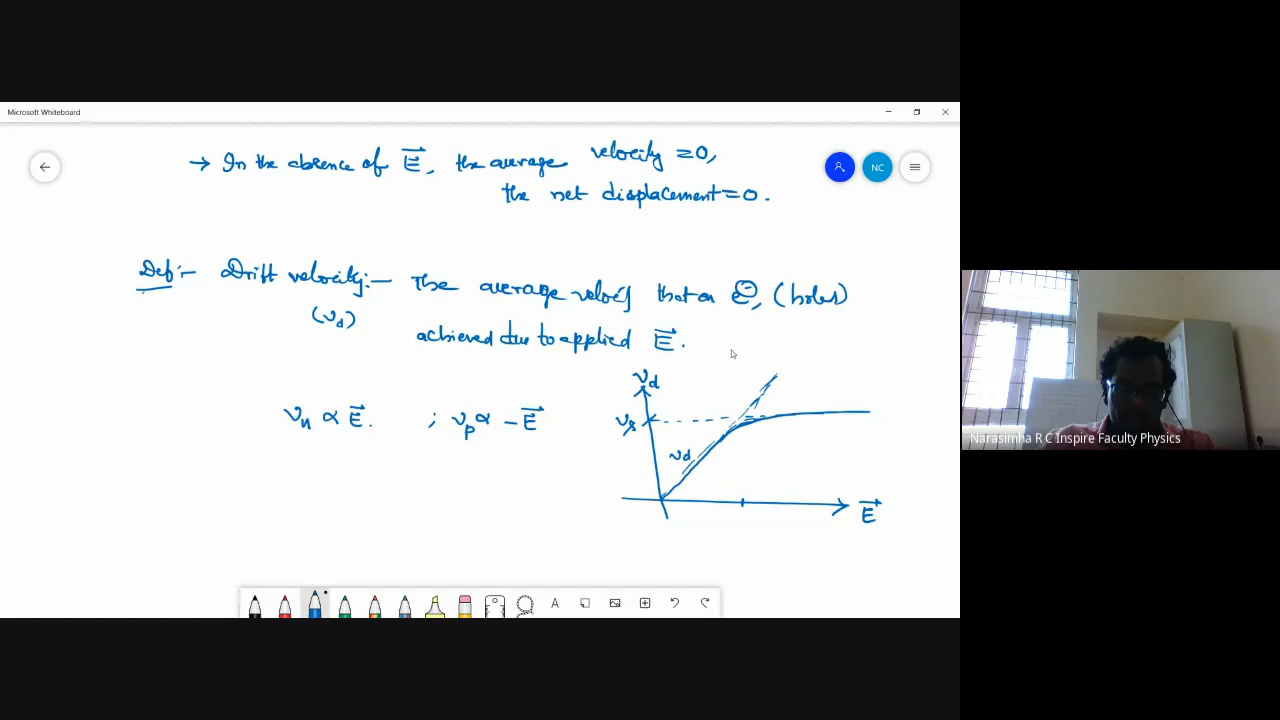 Microsoft Whiteboard
→ In the absence of E⃗, the average velocity = 0,
the net displacement = 0.
NC
Def:- Drift velocity:- The average velocity that an e⊖, (holes)
(vd)
achieved due to applied E⃗.
vn ∝ E⃗. ; vp ∝ - E⃗
vd
vs
vd
E⃗
Narasimha R C Inspire Faculty Physics
A